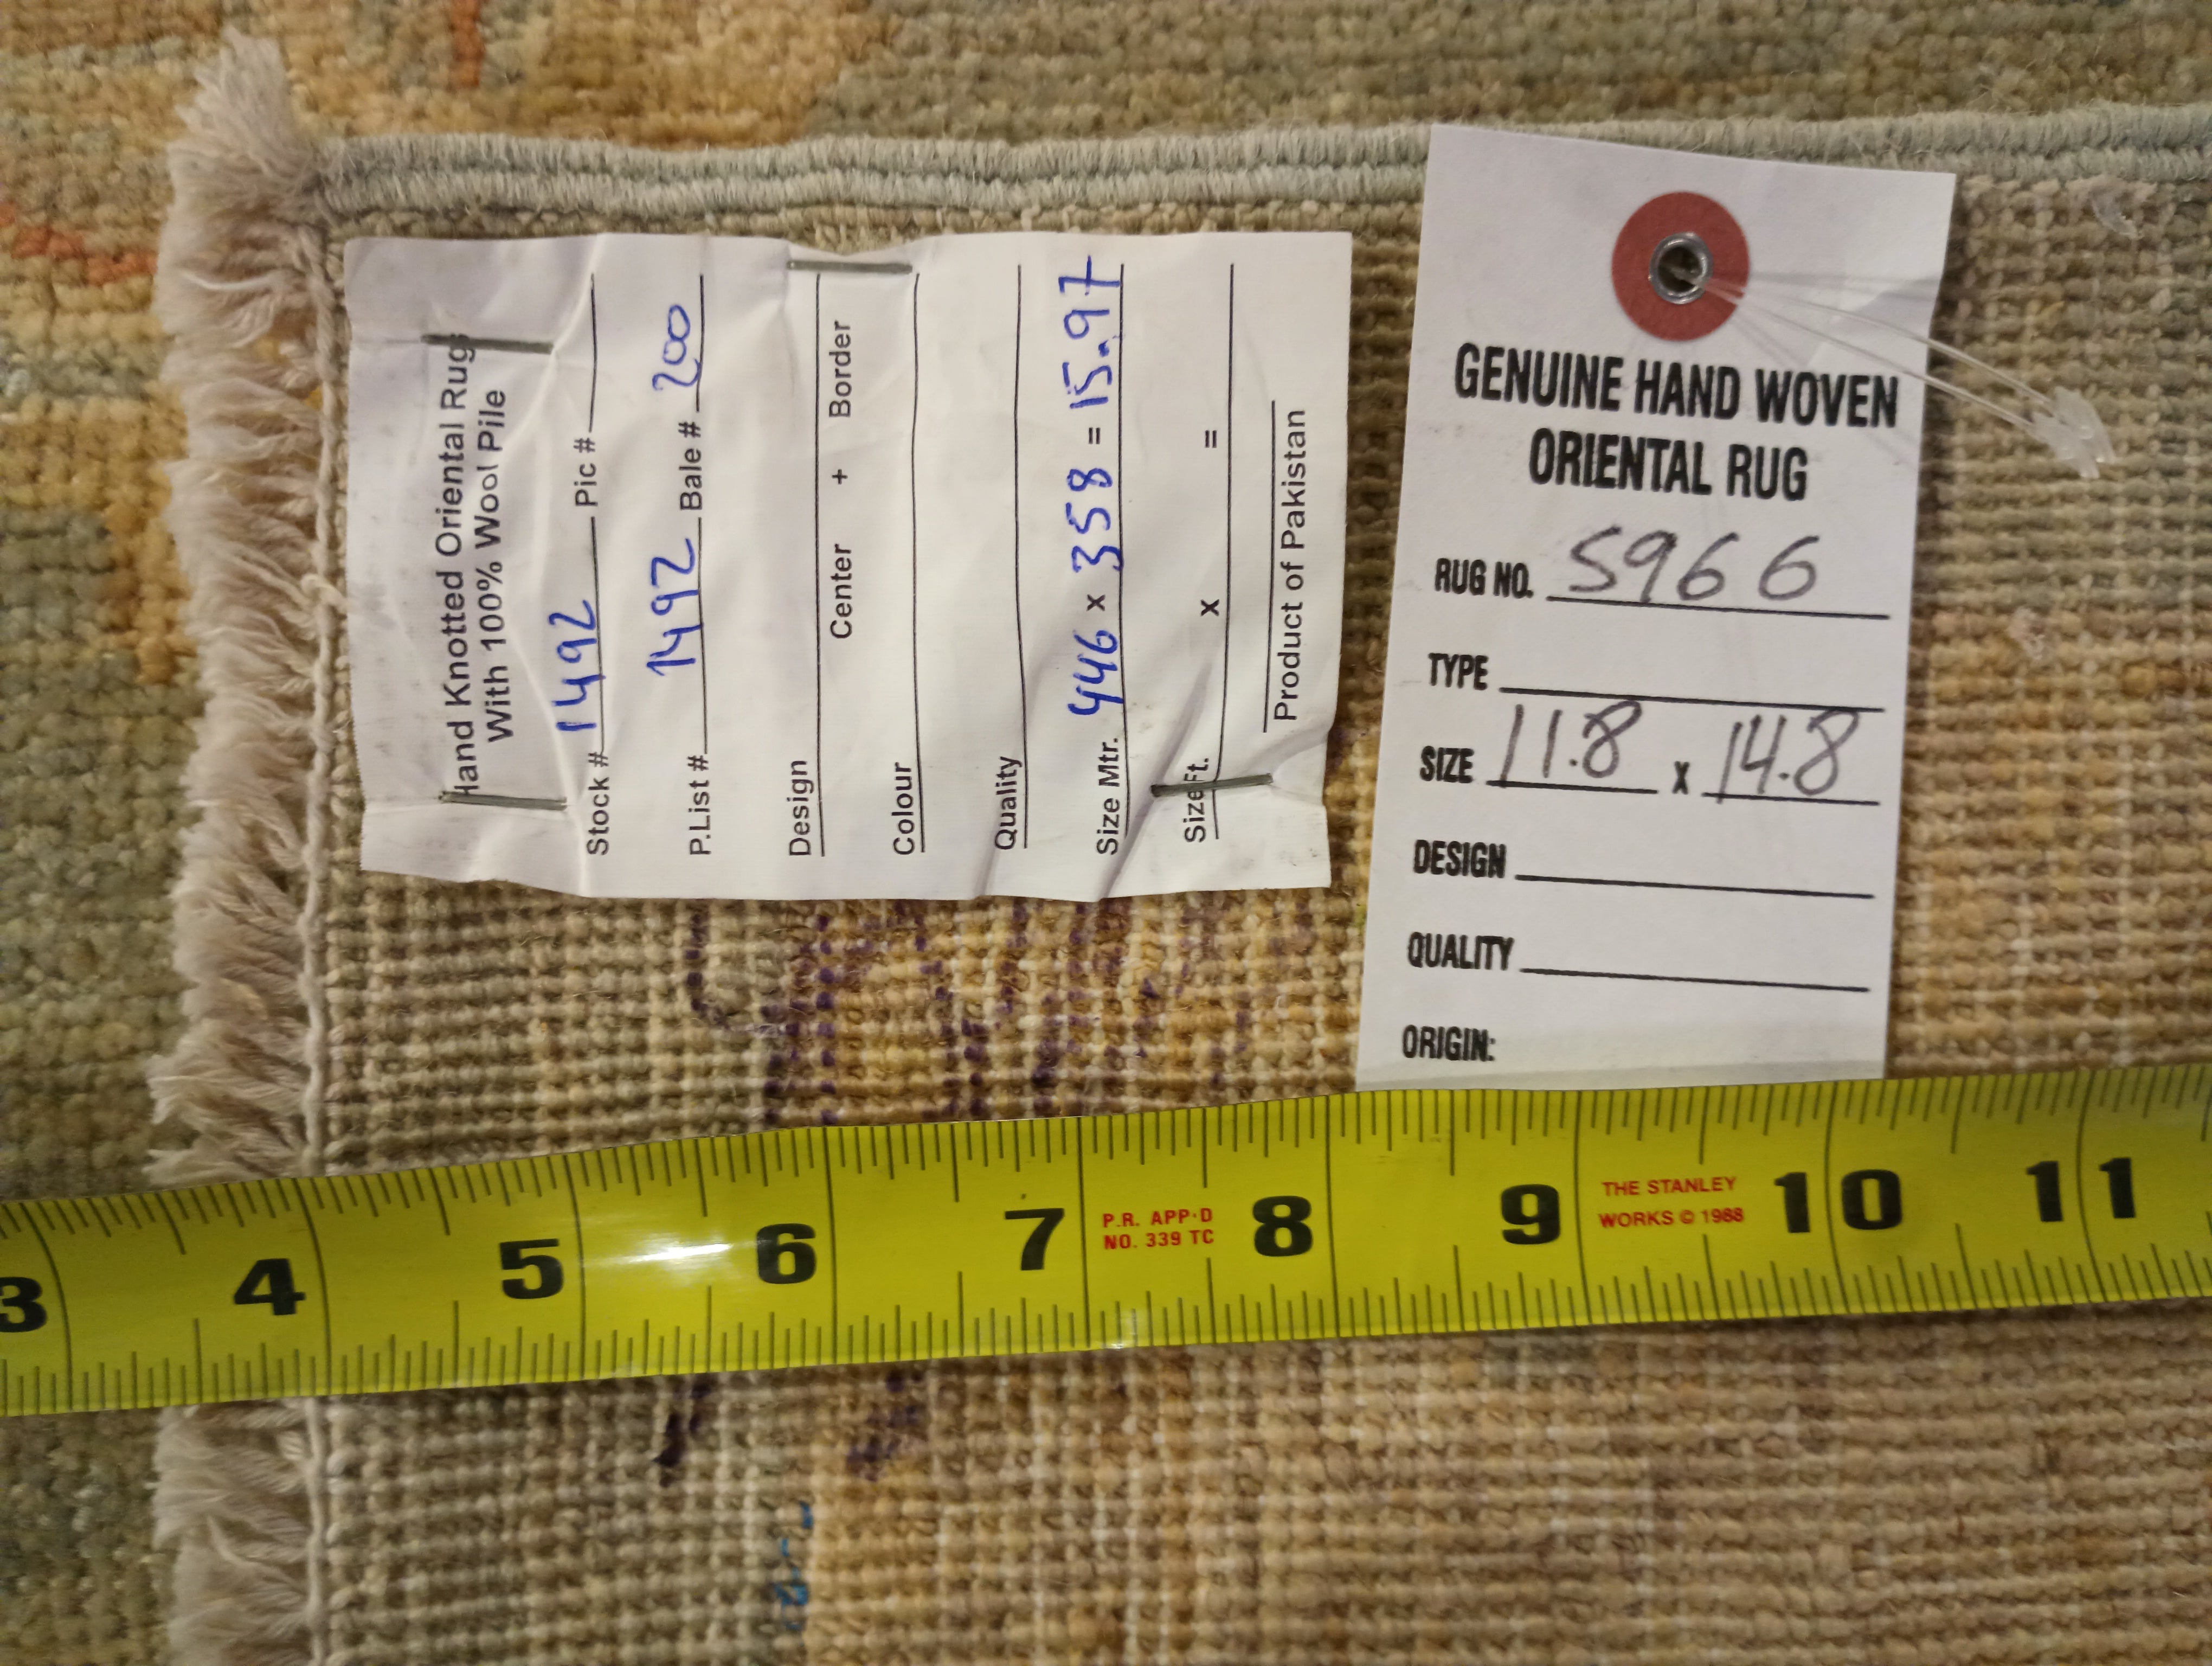 Hand Knotted Oriental Rug
With 100% Wool Pile
Stock # 1492 Pic #
P.List # 1492 Bale # 200
Design
Center + Border
Colour
Quality
Size Mtr. 446 x 358 = 15.97
Size Ft. x =
Product of Pakistan
GENUINE HAND WOVEN
ORIENTAL RUG
RUG NO. 5966
TYPE
SIZE 11.8 x 14.8
DESIGN
QUALITY
ORIGIN:
3 4 5 6 7 8 9 10 11
P.R. APP'D
NO. 339 TC
THE STANLEY
WORKS © 1988